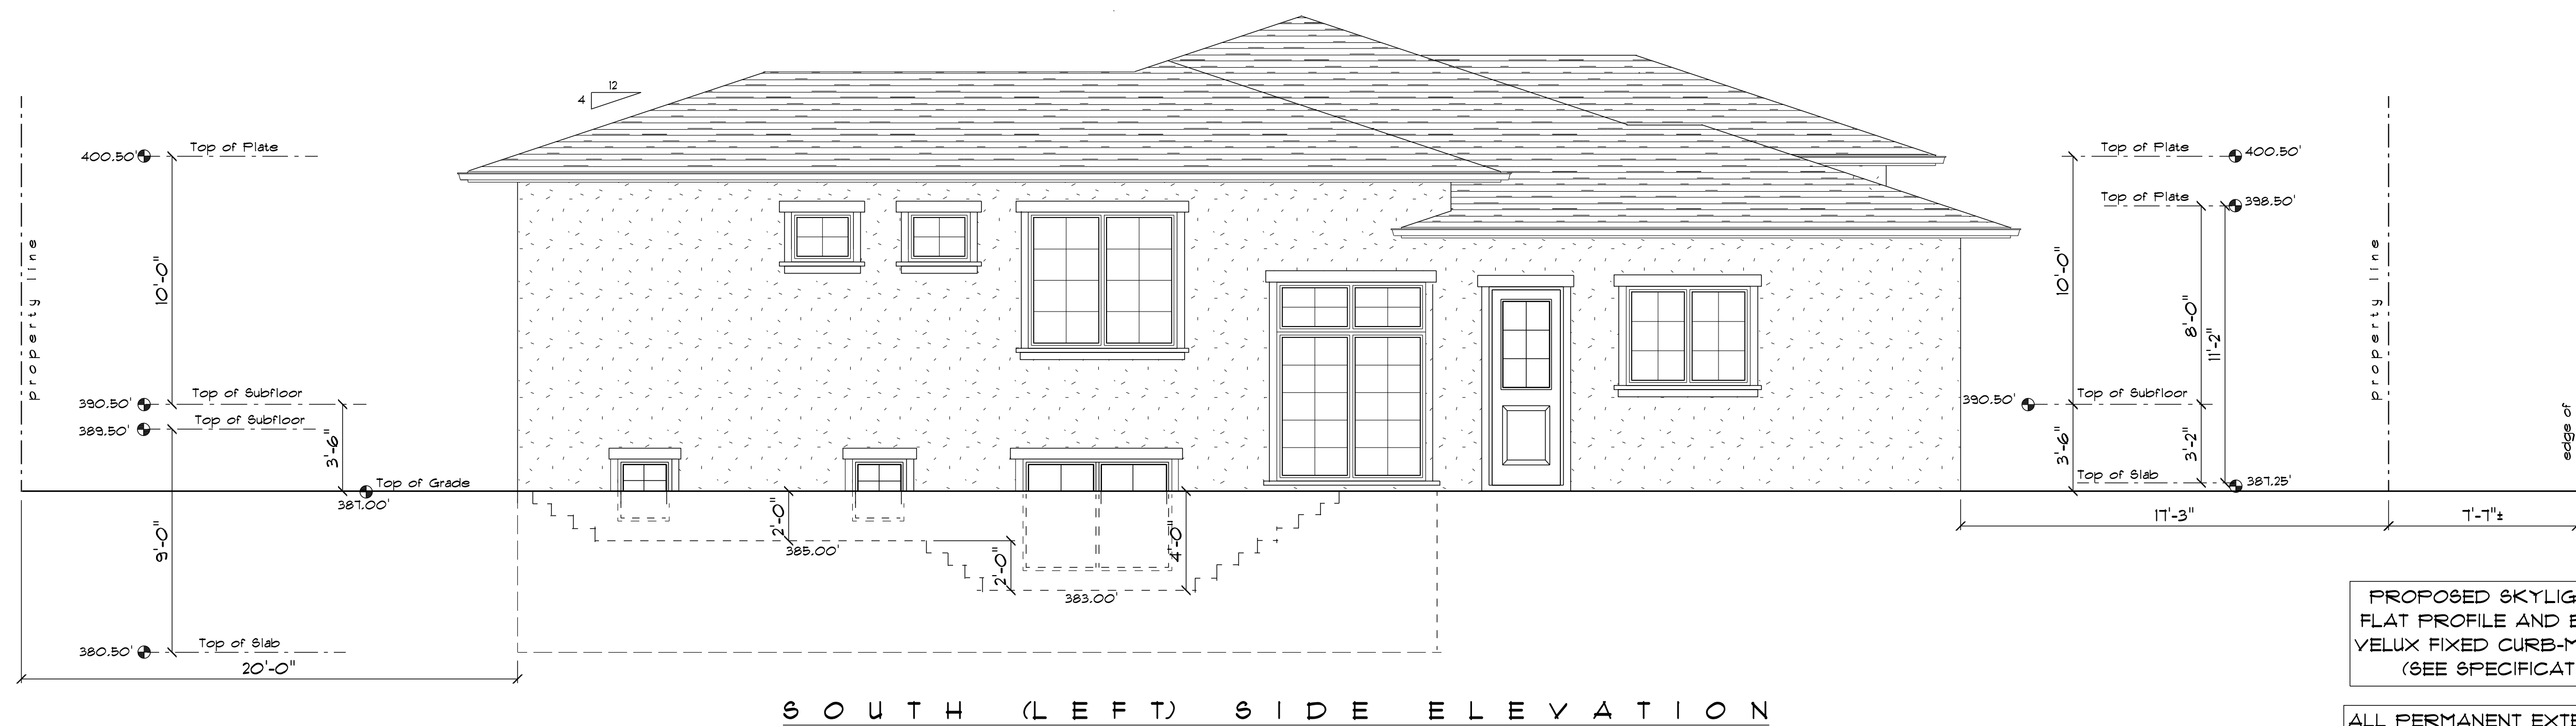 12
4
400.50'
Top of Plate
10'-0"
property line
390.50'
Top of Subfloor
389.50'
Top of Subfloor
3'-6"
Top of Grade
387.00'
9'-0"
380.50'
Top of Slab
20'-0"
2'-0"
385.00'
2'-0"
4'-0"
383.00'
Top of Plate
400.50'
Top of Plate
398.50'
10'-0"
8'-0"
11'-2"
property line
390.50'
Top of Subfloor
3'-6"
3'-2"
Top of Slab
387.25'
17'-3"
7'-7"±
edge of
PROPOSED SKYLIG
FLAT PROFILE AND E
VELUX FIXED CURB-M
(SEE SPECIFICAT
ALL PERMANENT EXTE
SOUTH (LEFT) SIDE ELEVATION